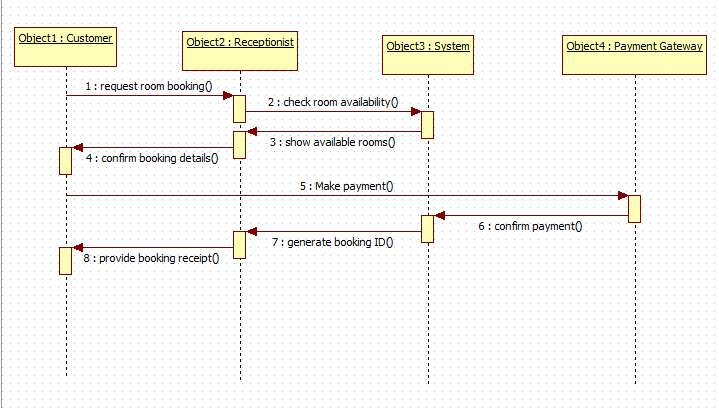 Object1 : Customer
Object2 : Receptionist
Object3 : System
Object4 : Payment Gateway
1 : request room booking()
2 : check room availability()
3 : show available rooms()
4 : confirm booking details()
5 : Make payment()
6 : confirm payment()
7 : generate booking ID()
8 : provide booking receipt()